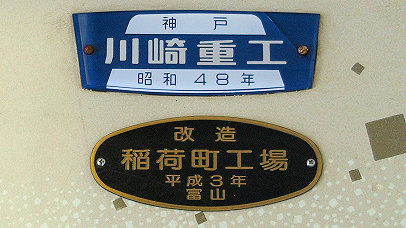 神戸
川崎重工
昭和48年
改造
稲荷町工場
平成3年
富山